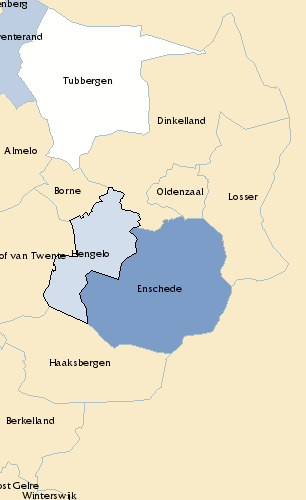 enberg
venterand
Tubbergen
Dinkelland
Almelo
Borne
Oldenzaal
Losser
of van Twente
Hengelo
Enschede
Haaksbergen
Berkelland
ost Gelre
Winterswijk